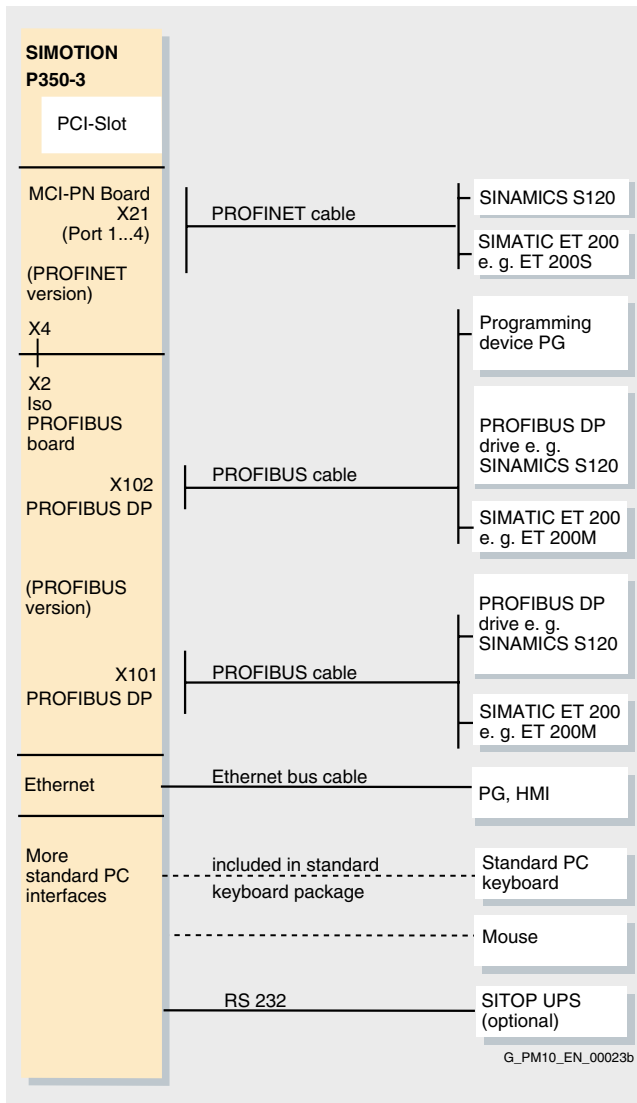 SIMOTION
P350-3
PCI-Slot
MCI-PN Board
X21
(Port 1...4)
(PROFINET
version)
X4
X2
Iso
PROFIBUS
board
X102
PROFIBUS DP
(PROFIBUS
version)
X101
PROFIBUS DP
Ethernet
More
standard PC
interfaces
PROFINET cable
SINAMICS S120
SIMATIC ET 200
e. g. ET 200S
Programming
device PG
PROFIBUS cable
PROFIBUS DP
drive e. g.
SINAMICS S120
SIMATIC ET 200
e. g. ET 200M
PROFIBUS cable
PROFIBUS DP
drive e. g.
SINAMICS S120
SIMATIC ET 200
e. g. ET 200M
Ethernet bus cable
PG, HMI
included in standard
keyboard package
Standard PC
keyboard
Mouse
RS 232
SITOP UPS
(optional)
G_PM10_EN_00023b